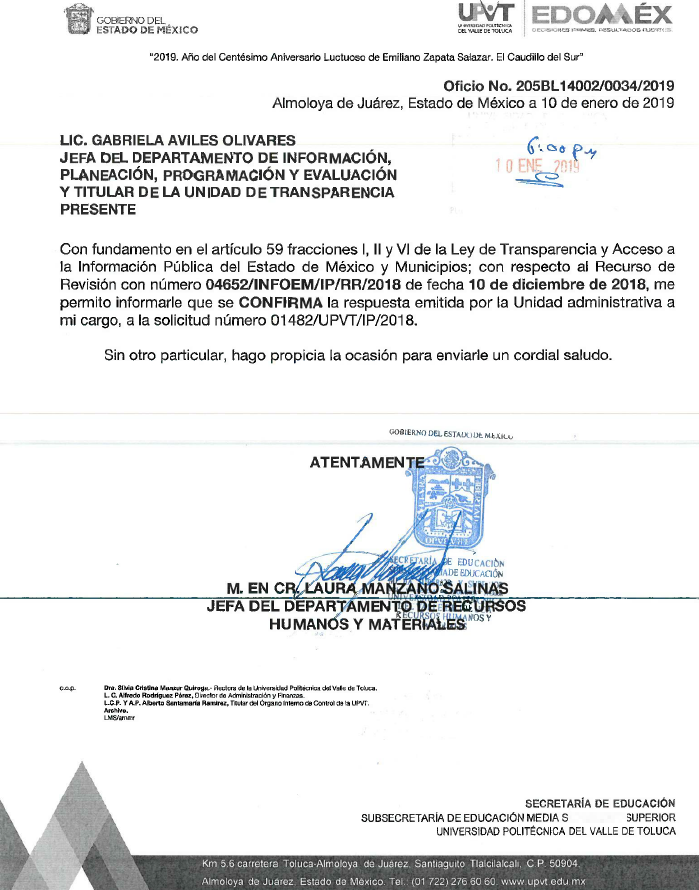 GOBIERNO DEL
ESTADO DE MÉXICO
UPVT
UNIVERSIDAD POLITÉCNICA
DEL VALLE DE TOLUCA
EDOMÉX
DECISIONES FIRMES, RESULTADOS FUERTES.
"2019. Año del Centésimo Aniversario Luctuoso de Emiliano Zapata Salazar. El Caudillo del Sur"
Oficio No. 205BL14002/0034/2019
Almoloya de Juárez, Estado de México a 10 de enero de 2019
LIC. GABRIELA AVILES OLIVARES
JEFA DEL DEPARTAMENTO DE INFORMACIÓN,
PLANEACIÓN, PROGRAMACIÓN Y EVALUACIÓN
Y TITULAR DE LA UNIDAD DE TRANSPARENCIA
PRESENTE
6:00 PM
10 ENE 2019
Con fundamento en el artículo 59 fracciones I, II y VI de la Ley de Transparencia y Acceso a
la Información Pública del Estado de México y Municipios; con respecto al Recurso de
Revisión con número 04652/INFOEM/IP/RR/2018 de fecha 10 de diciembre de 2018, me
permito informarle que se CONFIRMA la respuesta emitida por la Unidad administrativa a
mi cargo, a la solicitud número 01482/UPVT/IP/2018.
Sin otro particular, hago propicia la ocasión para enviarle un cordial saludo.
GOBIERNO DEL ESTADO DE MÉXICO
ATENTAMENTE
SECRETARÍA DE EDUCACIÓN
DE EDUCACIÓN
M. EN CR. LAURA MANZANO SALINAS
JEFA DEL DEPARTAMENTO DE RECURSOS
RECURSOS HUMANOS Y
HUMANOS Y MATERIALES
c.c.p.
Dra. Silvia Cristina Manzur Quiroga.- Rectora de la Universidad Politécnica del Valle de Toluca.
L. C. Alfredo Rodríguez Pérez, Director de Administración y Finanzas.
L.C.P. Y A.P. Alberto Santamaría Ramírez, Titular del Órgano Interno de Control de la UPVT.
Archivo.
LMS/amrr
SECRETARÍA DE EDUCACIÓN
SUBSECRETARÍA DE EDUCACIÓN MEDIA S SUPERIOR
UNIVERSIDAD POLITÉCNICA DEL VALLE DE TOLUCA
Km 5.6 carretera Toluca-Almoloya de Juárez, Santiaguito Tlalcilalcali, C.P. 50904,
Almoloya de Juárez, Estado de México. Tel.: (01 722) 276 60 60. www.upvt.edu.mx